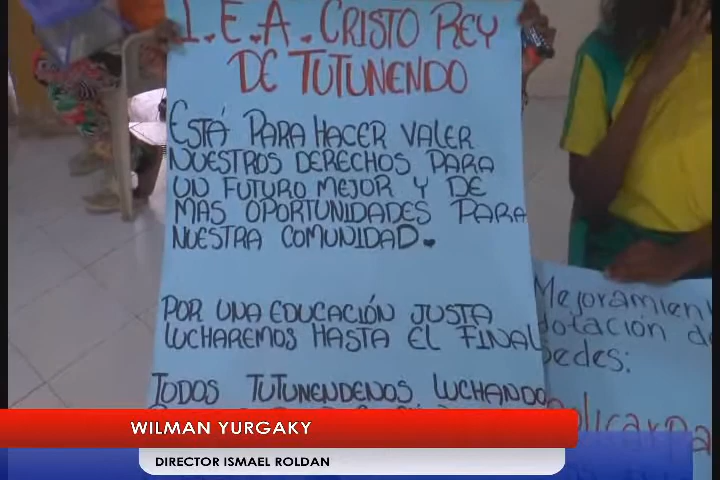 I.E.A. CRISTO REY
DE TUTUNENDO
ESTÁ PARA HACER VALER
NUESTROS DERECHOS PARA
UN FUTURO MEJOR Y DE
MAS OPORTUNIDADES PARA
NUESTRA COMUNIDAD.
POR UNA EDUCACIÓN JUSTA
LUCHAREMOS HASTA EL FINAL
TODOS TUTUNENDENOS LUCHANDO
Mejoramien
dotación de
Sedes:
WILMAN YURGAKY
DIRECTOR ISMAEL ROLDAN